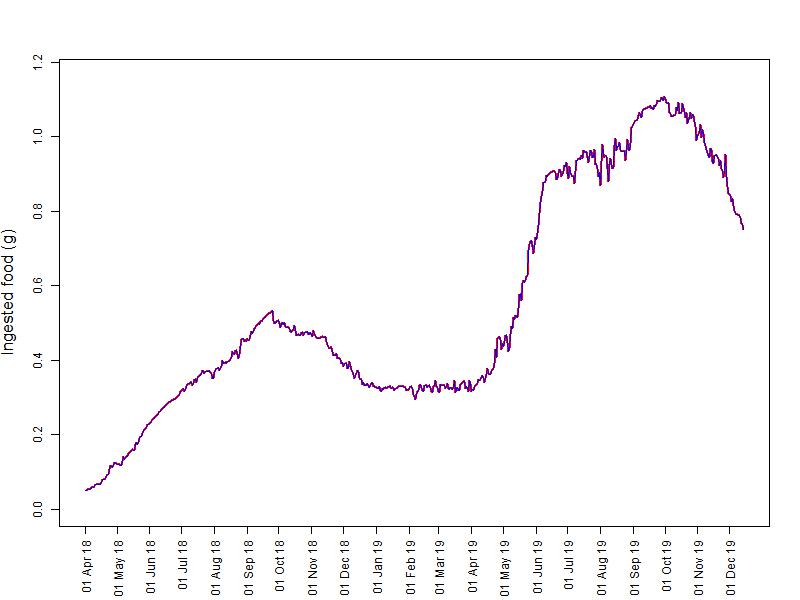 Ingested food (g)
1.2
1.0
0.8
0.6
0.4
0.2
0.0
01 Apr 18
01 May 18
01 Jun 18
01 Jul 18
01 Aug 18
01 Sep 18
01 Oct 18
01 Nov 18
01 Dec 18
01 Jan 19
01 Feb 19
01 Mar 19
01 Apr 19
01 May 19
01 Jun 19
01 Jul 19
01 Aug 19
01 Sep 19
01 Oct 19
01 Nov 19
01 Dec 19